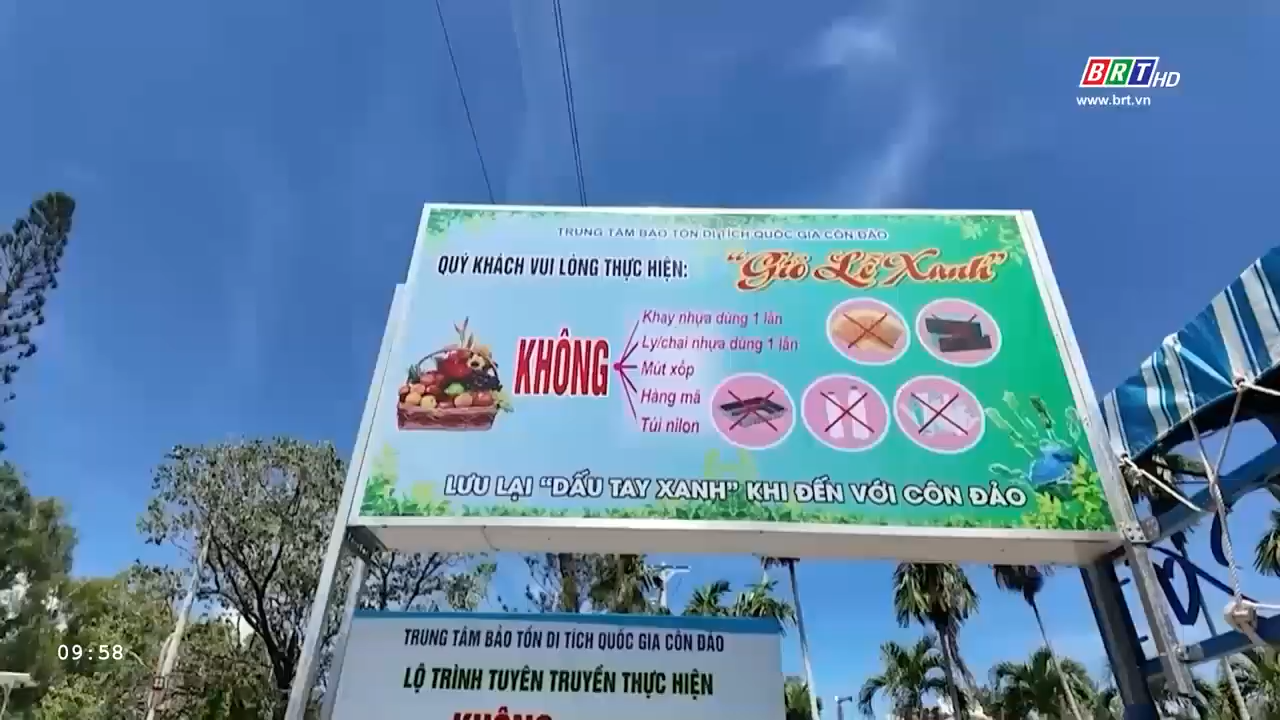 BRT HD
www.brt.vn
TRUNG TÂM BẢO TỒN DI TÍCH QUỐC GIA CÔN ĐẢO
QUÝ KHÁCH VUI LÒNG THỰC HIỆN: "Giỏ Lễ Xanh"
KHÔNG
Khay nhựa dùng 1 lần
Ly/chai nhựa dùng 1 lần
Mút xốp
Hàng mã
Túi nilon
LƯU LẠI "DẤU TAY XANH" KHI ĐẾN VỚI CÔN ĐẢO
TRUNG TÂM BẢO TỒN DI TÍCH QUỐC GIA CÔN ĐẢO
LỘ TRÌNH TUYÊN TRUYỀN THỰC HIỆN
KHÔNG
09:58